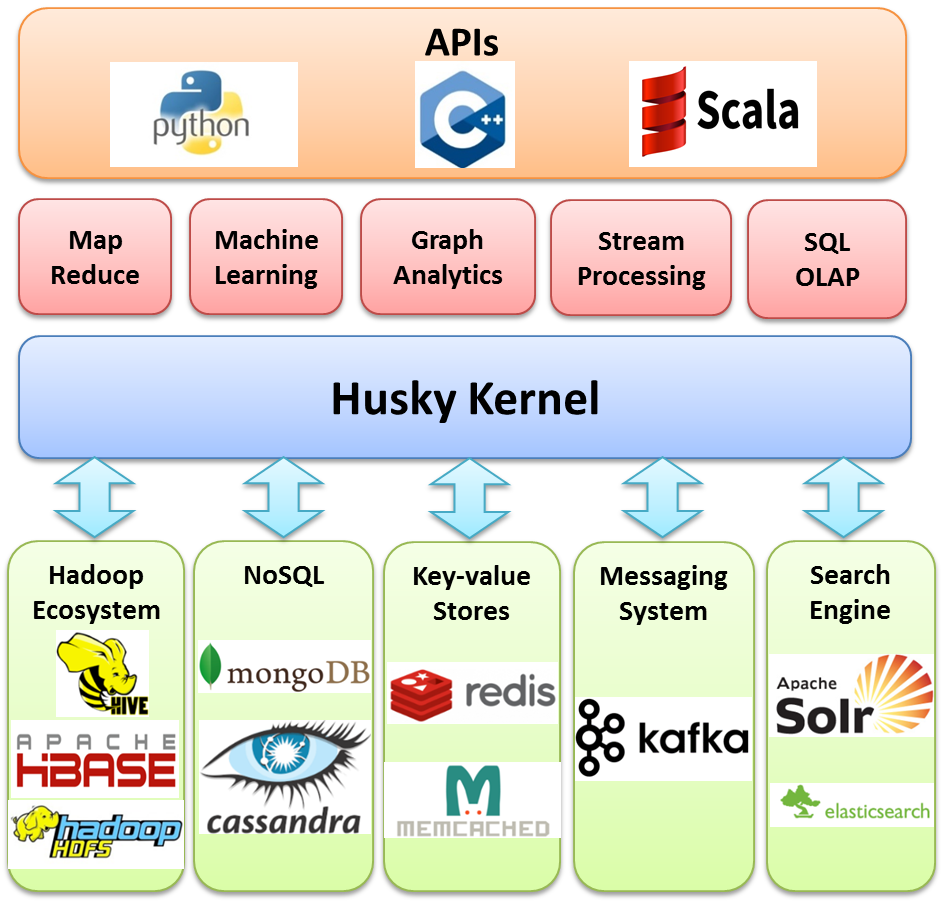 APIs
python
C++
Scala
Map
Reduce
Machine
Learning
Graph
Analytics
Stream
Processing
SQL
OLAP
Husky Kernel
Hadoop
Ecosystem
HIVE
APACHE
HBASE
hadoop
HDFS
NoSQL
mongoDB
cassandra
Key-value
Stores
redis
MEMCACHED
Messaging
System
kafka
Search
Engine
Apache
Solr
elasticsearch